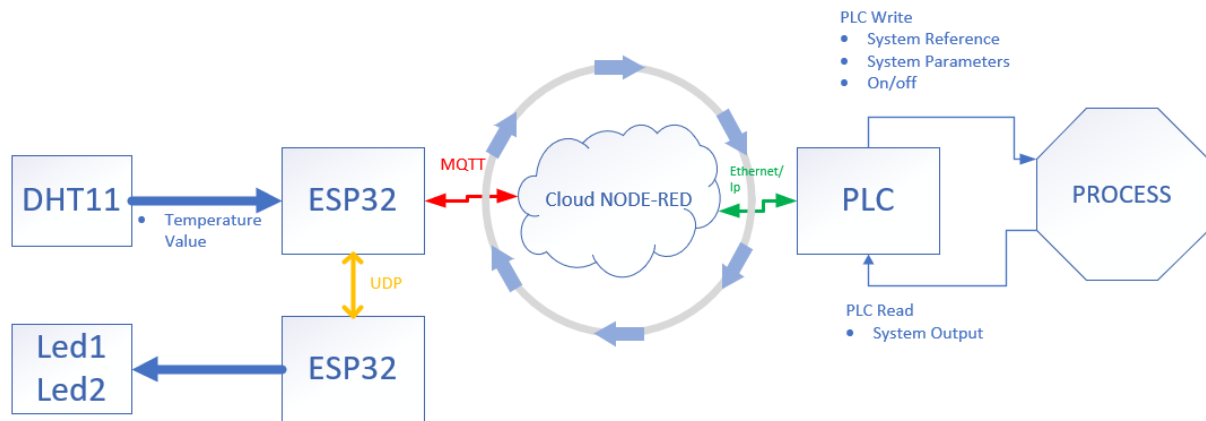 PLC Write
• System Reference
• System Parameters
• On/off
DHT11
• Temperature
Value
ESP32
MQTT
Cloud NODE-RED
Ethernet/
Ip
PLC
PROCESS
UDP
PLC Read
• System Output
Led1
Led2
ESP32